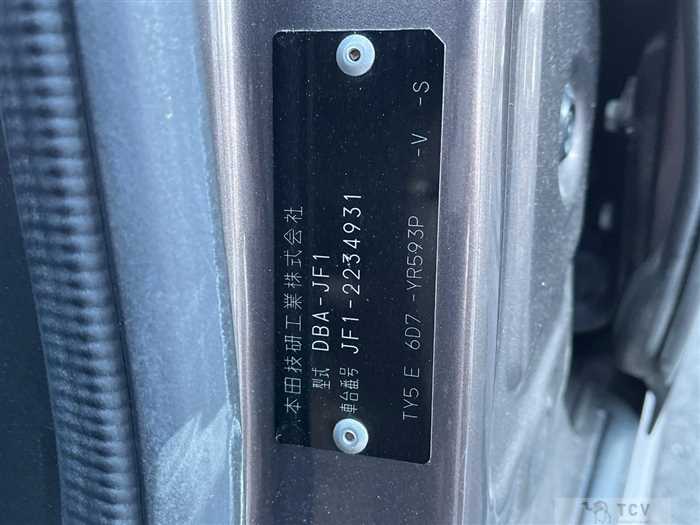 本田技研工業株式会社
型式 DBA-JF1
車台番号 JF1-2234931
TY5 E 6D7 -YR593P -V -S
TCV